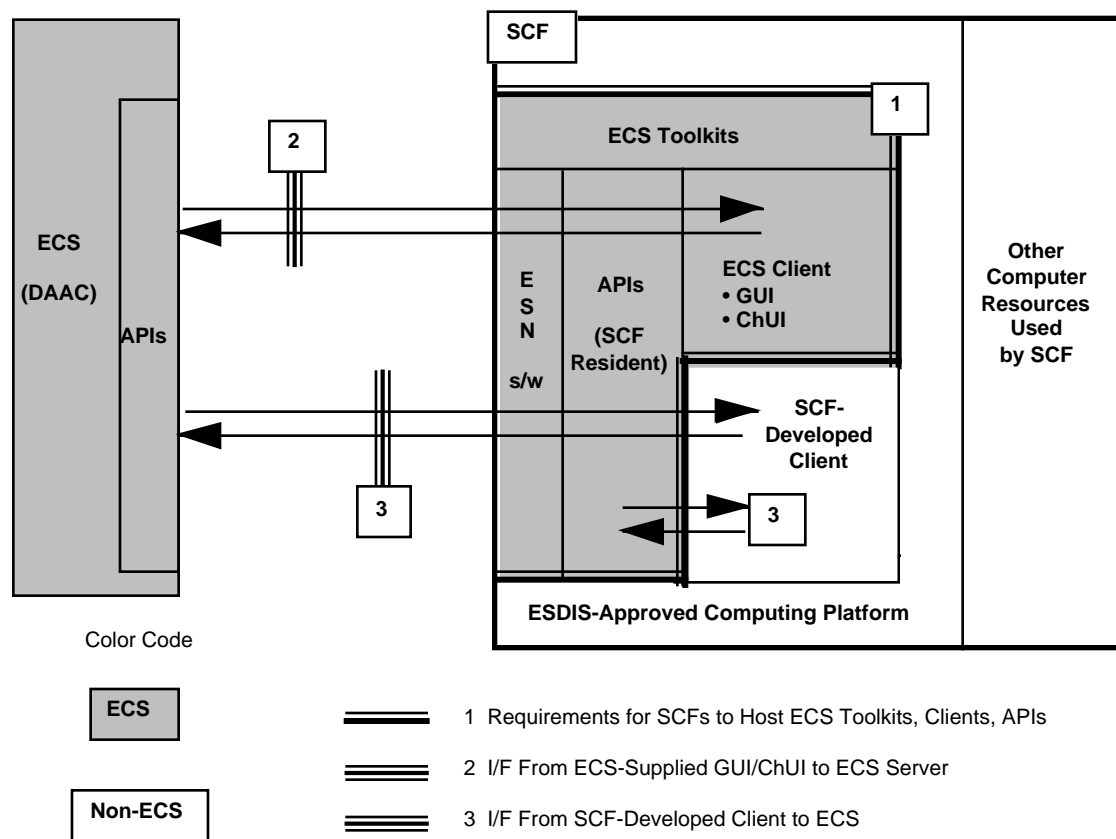 SCF
1
ECS Toolkits
2
ECS
(DAAC)
APIs
E
S
N
s/w
APIs
(SCF
Resident)
ECS Client
• GUI
• ChUI
Other
Computer
Resources
Used
by SCF
SCF-
Developed
Client
3
3
ESDIS-Approved Computing Platform
Color Code
ECS
Non-ECS
1 Requirements for SCFs to Host ECS Toolkits, Clients, APIs
2 I/F From ECS-Supplied GUI/ChUI to ECS Server
3 I/F From SCF-Developed Client to ECS